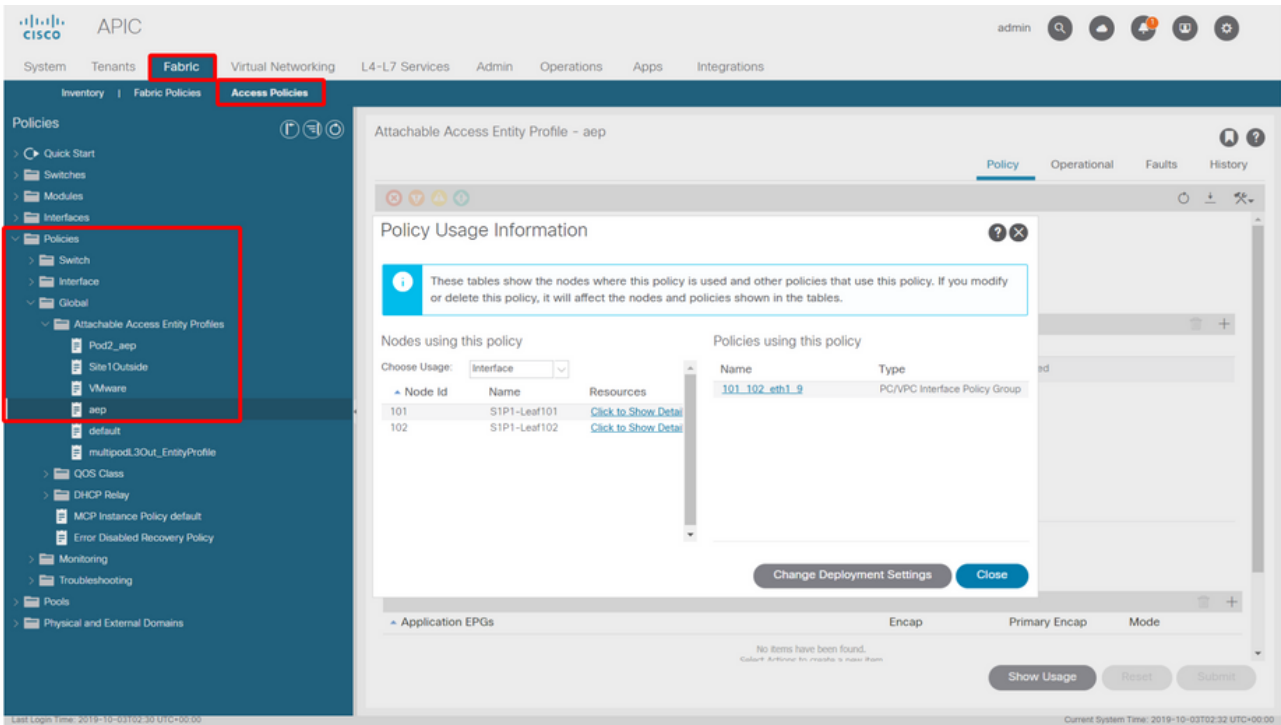 CISCO
APIC
admin
1
System Tenants Fabric Virtual Networking L4-L7 Services Admin Operations Apps Integrations
Inventory | Fabric Policies Access Policies
Policies
Quick Start
Switches
Modules
Interfaces
Policies
Switch
Interface
Global
Attachable Access Entity Profiles
Pod2_aep
Site1Outside
VMware
aep
default
multipodL3Out_EntityProfile
QOS Class
DHCP Relay
MCP Instance Policy default
Error Disabled Recovery Policy
Monitoring
Troubleshooting
Pools
Physical and External Domains
Attachable Access Entity Profile - aep
Policy Operational Faults History
Policy Usage Information
These tables show the nodes where this policy is used and other policies that use this policy. If you modify
or delete this policy, it will affect the nodes and policies shown in the tables.
Nodes using this policy
Choose Usage: Interface
Node Id Name Resources
101 S1P1-Leaf101 Click to Show Detai
102 S1P1-Leaf102 Click to Show Detai
Policies using this policy
Name Type
101_102_eth1_9 PC/VPC Interface Policy Group
ed
Change Deployment Settings Close
Application EPGs Encap Primary Encap Mode
No items have been found.
Select Actions to create a new item.
Show Usage Reset Submit
Last Login Time: 2019-10-03T02:30 UTC+00:00
Current System Time: 2019-10-03T02:32 UTC+00:00